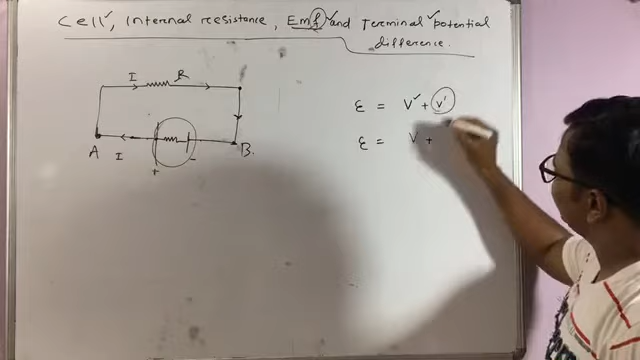 Cell, Internal resistance, Emf and Terminal potential
difference.
I R
A I B.
+ -
ε = V + V'
ε = V +